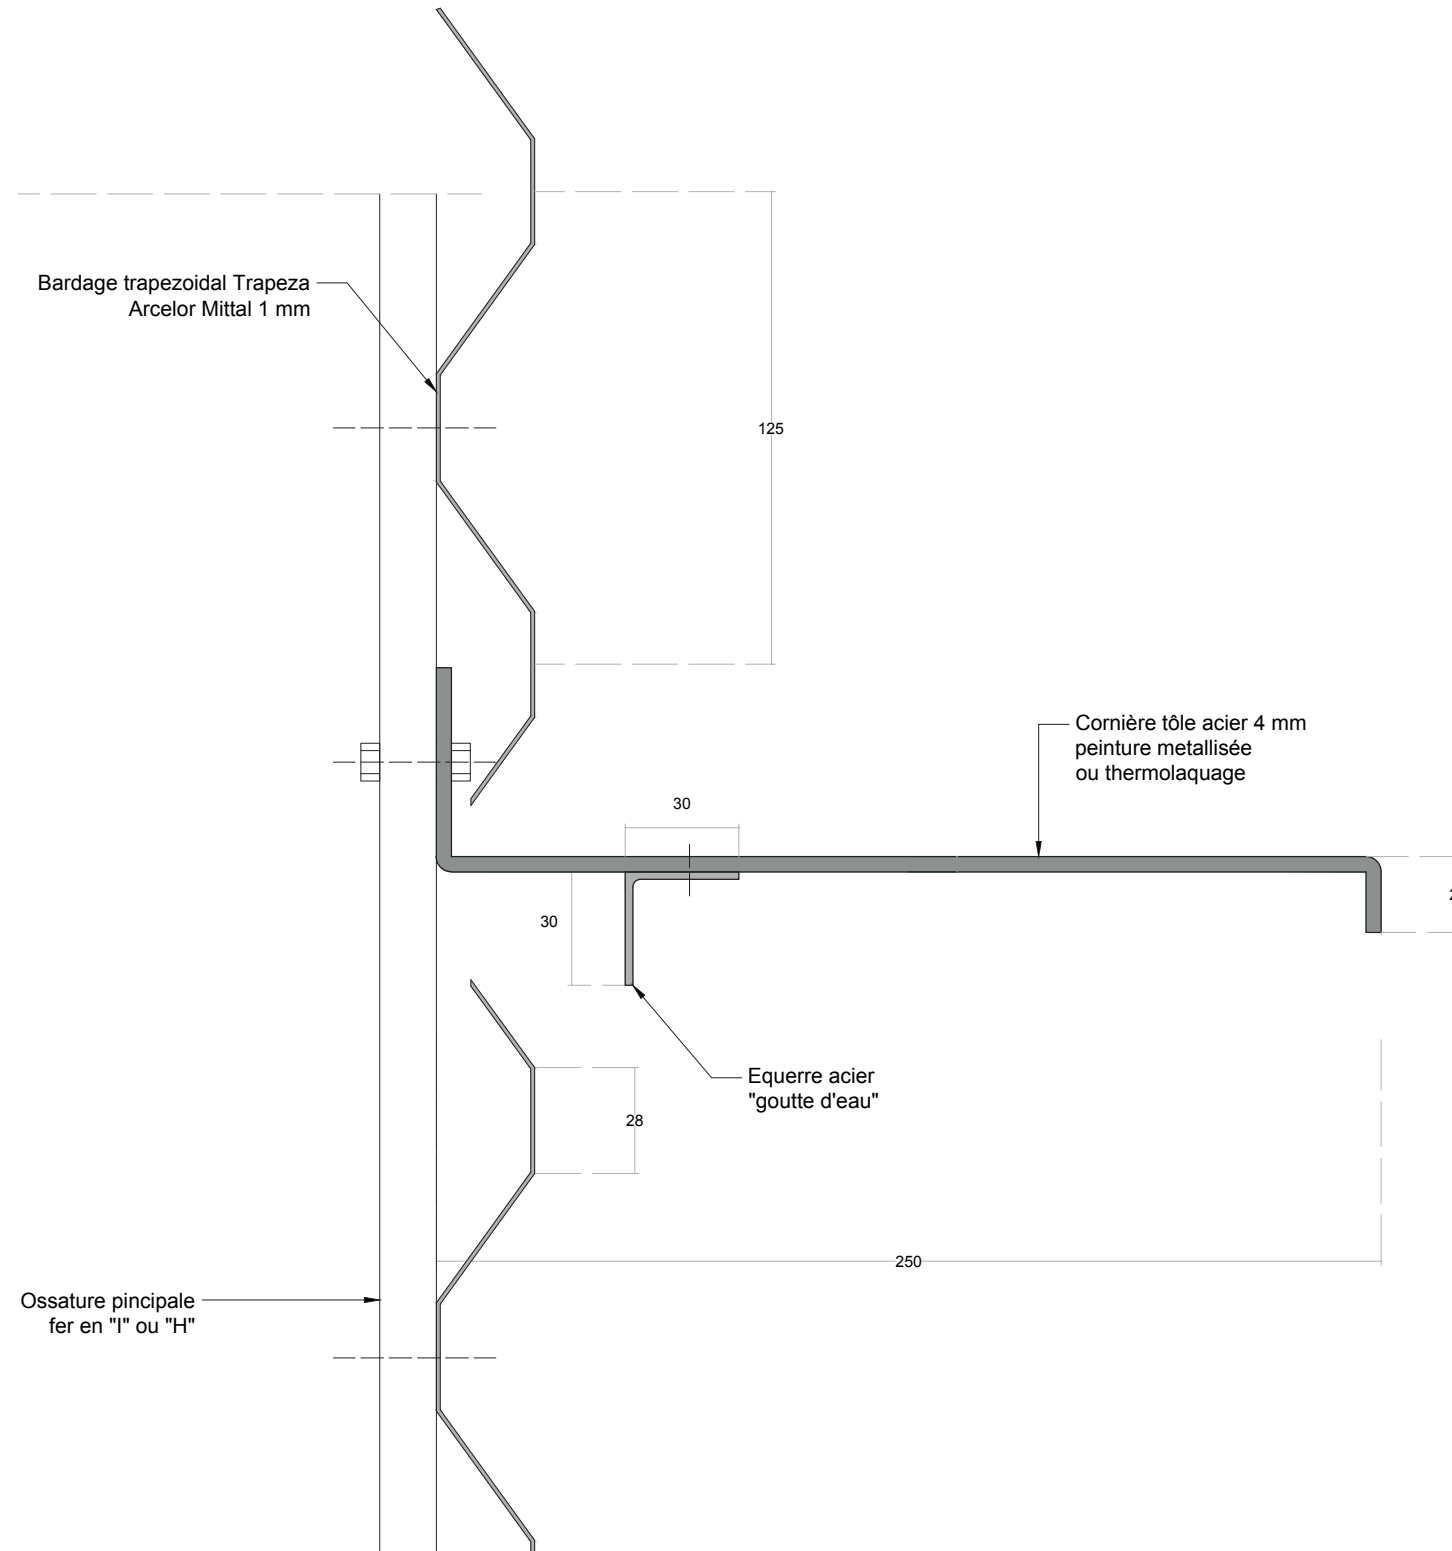 Bardage trapezoidal Trapeza
Arcelor Mittal 1 mm
125
Cornière tôle acier 4 mm
peinture metallisée
ou thermolaquage
30
30
Equerre acier
"goutte d'eau"
28
250
Ossature pincipale
fer en "I" ou "H"